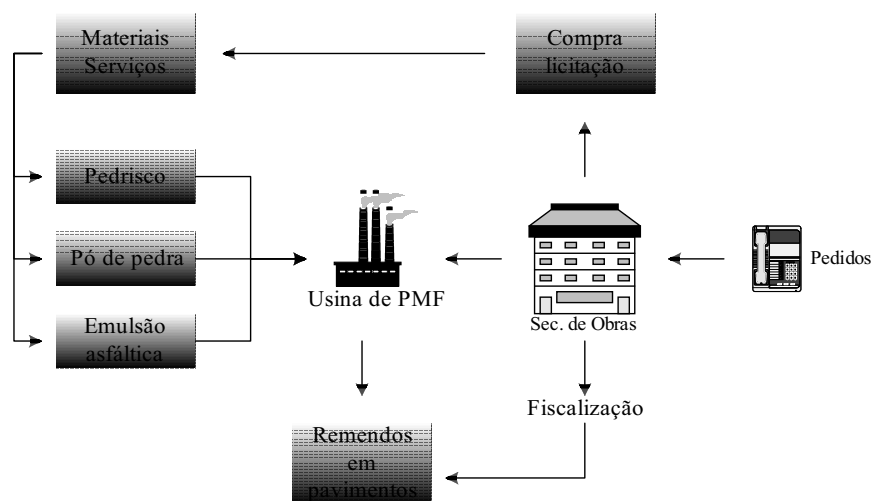 Materiais
Serviços
Compra
licitação
Pedrisco
Pó de pedra
Emulsão
asfáltica
Usina de PMF
Sec. de Obras
Pedidos
Fiscalização
Remendos
em
pavimentos